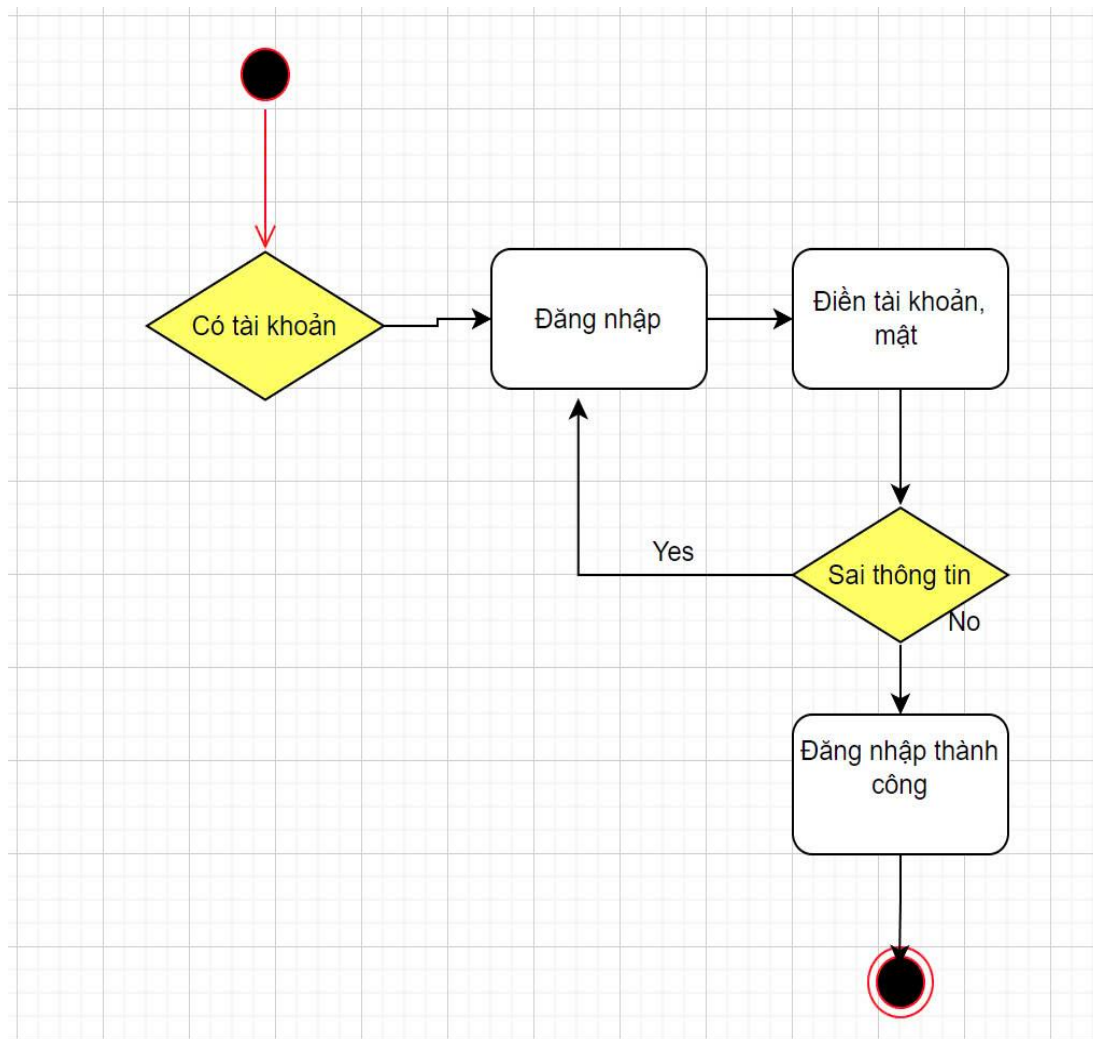 Có tài khoản
Đăng nhập
Điền tài khoản,
mật
Yes
Sai thông tin
No
Đăng nhập thành
công